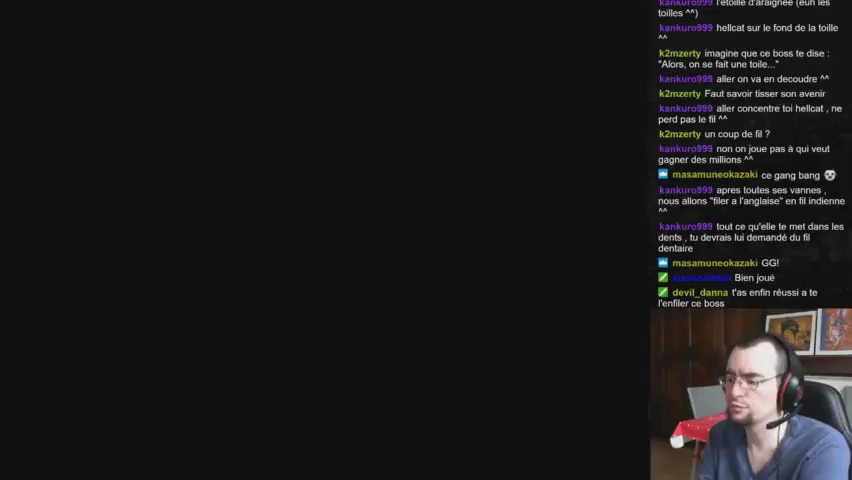 kankuro999 l'étoile d'araignée (euh les
toilles ^^)
kankuro999 hellcat sur le fond de la toille
^^
k2mzerty imagine que ce boss te dise :
"Alors, on se fait une toile..."
kankuro999 aller on va en decoudre ^^
k2mzerty Faut savoir tisser son avenir
kankuro999 aller concentre toi hellcat , ne
perd pas le fil ^^
k2mzerty un coup de fil ?
kankuro999 non on joue pas à qui veut
gagner des millions ^^
masamuneokazaki ce gang bang
kankuro999 apres toutes ses vannes ,
nous allons "filer a l'anglaise" en fil indienne
^^
kankuro999 tout ce qu'elle te met dans les
dents , tu devrais lui demandé du fil
dentaire
masamuneokazaki GG!
Bien joué
devil_danna t'as enfin réussi a te
l'enfiler ce boss